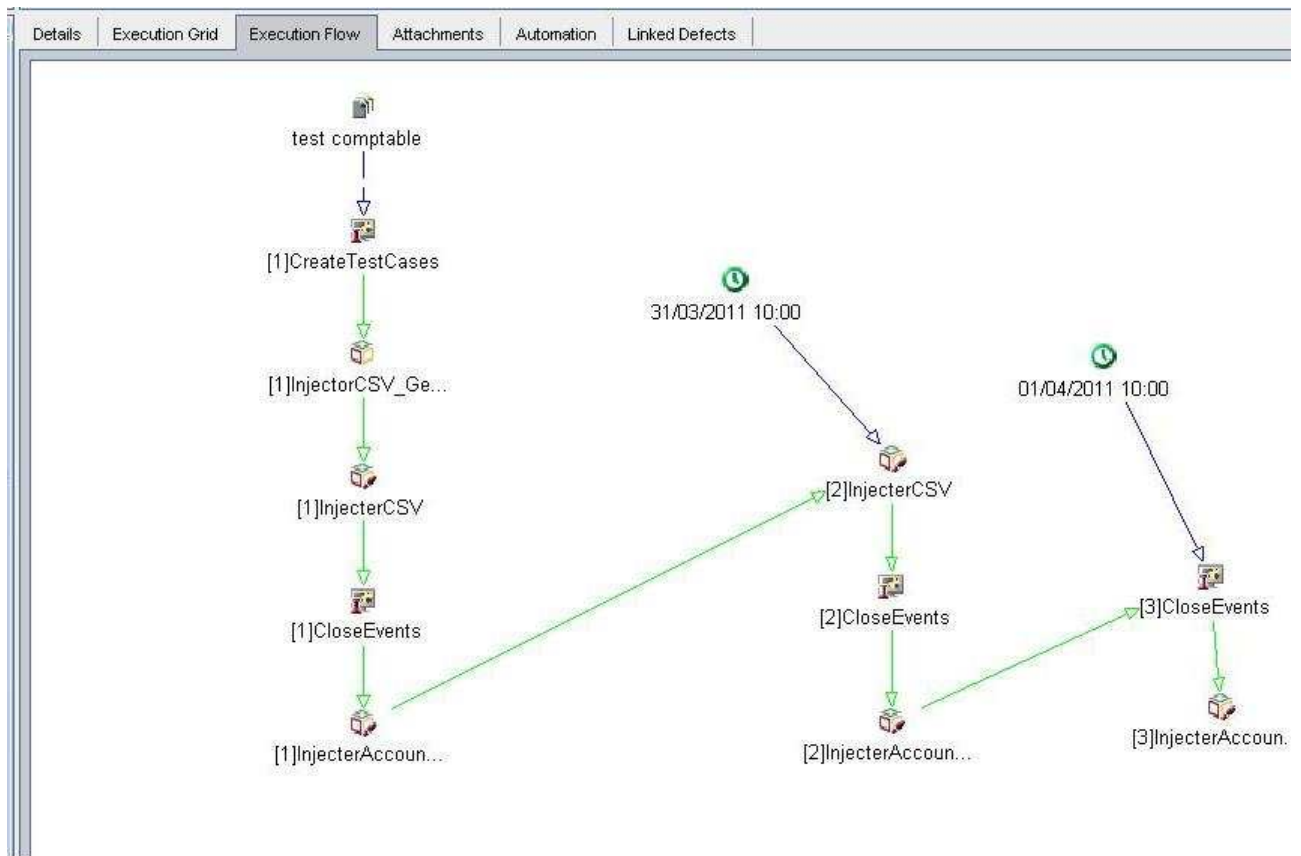 Details
Execution Grid
Execution Flow
Attachments
Automation
Linked Defects
test comptable
[1]CreateTestCases
[1]InjectorCSV_Ge...
[1]InjecterCSV
[1]CloseEvents
[1]InjecterAccoun...
31/03/2011 10:00
[2]InjecterCSV
[2]CloseEvents
[2]InjecterAccoun...
01/04/2011 10:00
[3]CloseEvents
[3]InjecterAccoun.